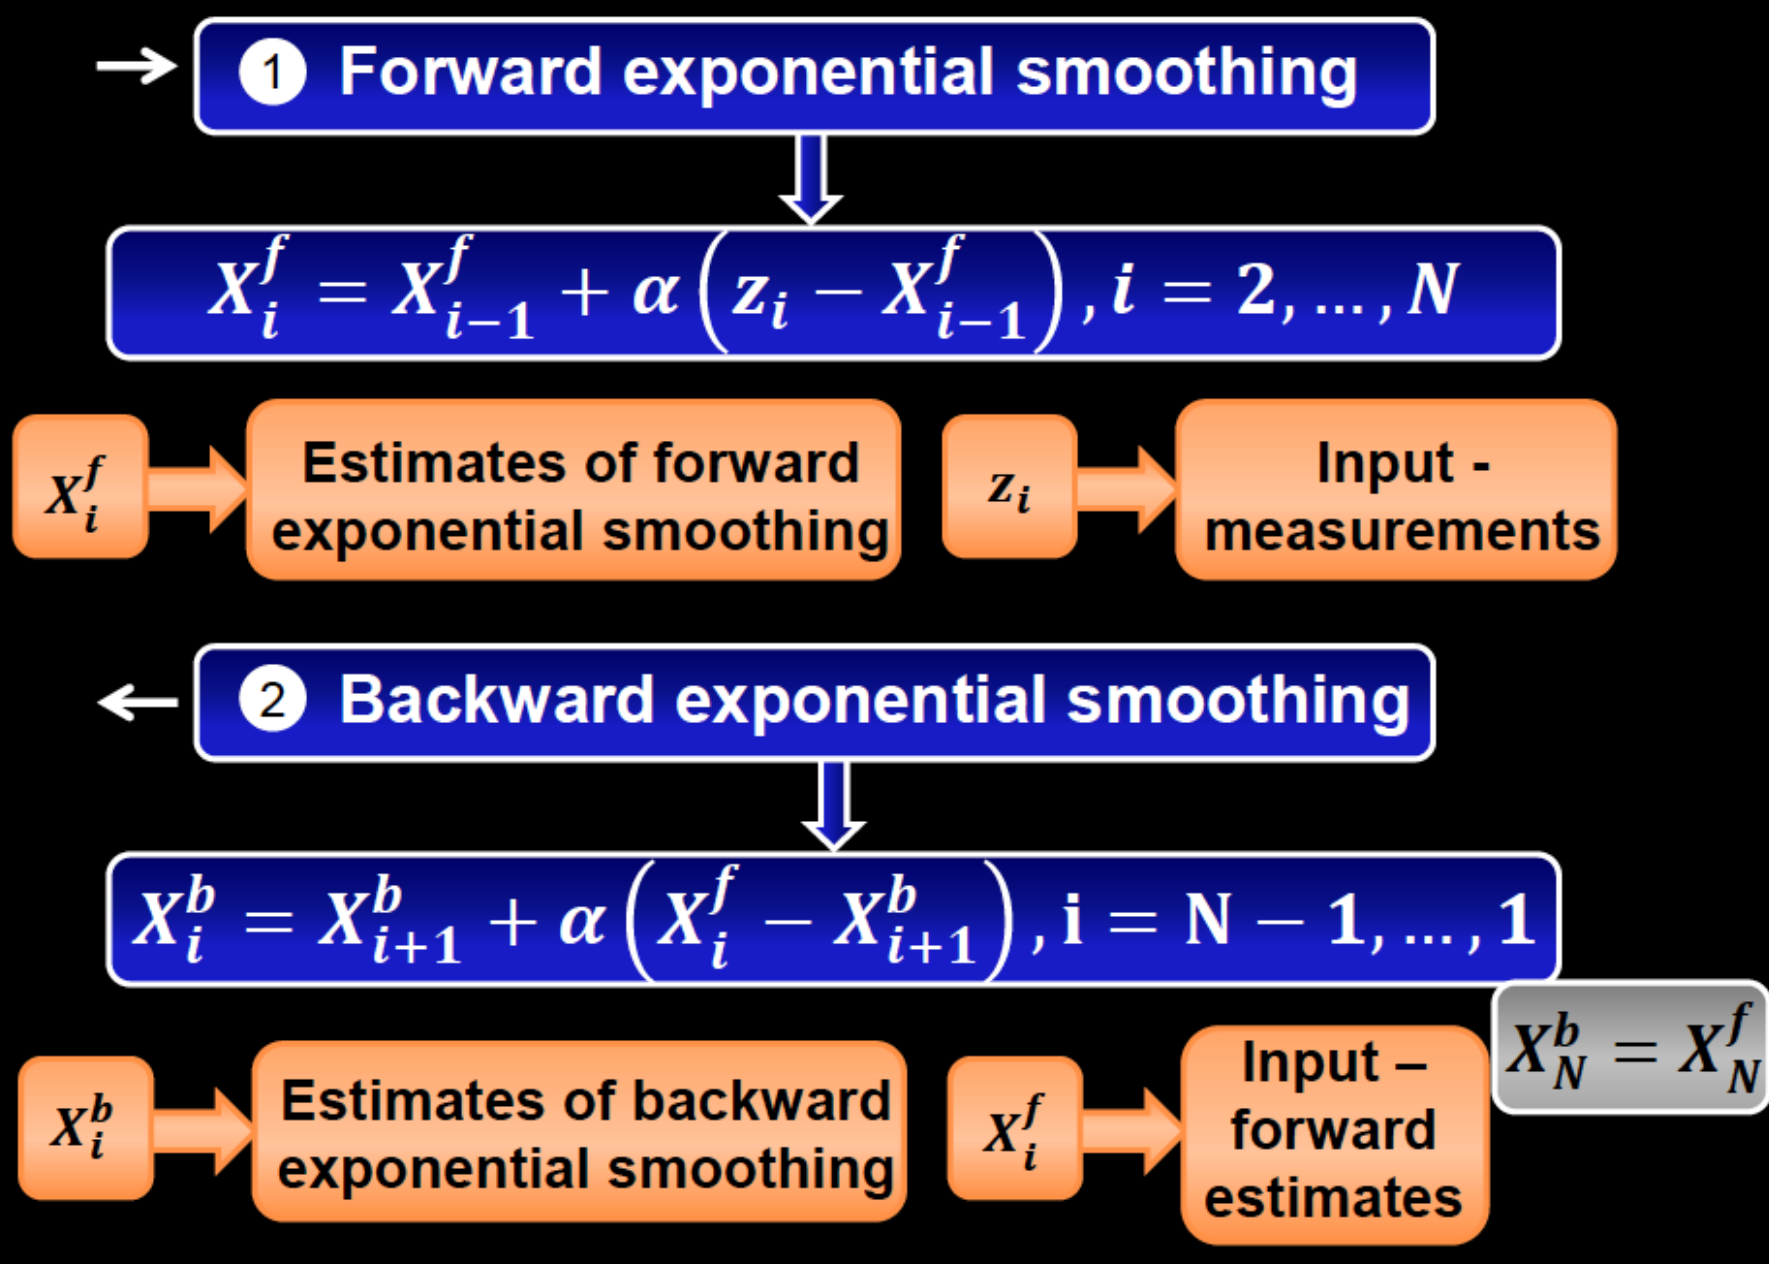 1 Forward exponential smoothing
X_i^f = X_{i−1}^f + α(z_i − X_{i−1}^f), i = 2, ..., N
X_i^f
Estimates of forward
exponential smoothing
z_i
Input -
measurements
2 Backward exponential smoothing
X_i^b = X_{i+1}^b + α(X_i^f − X_{i+1}^b), i = N − 1, ..., 1
X_N^b = X_N^f
X_i^b
Estimates of backward
exponential smoothing
X_i^f
Input –
forward
estimates